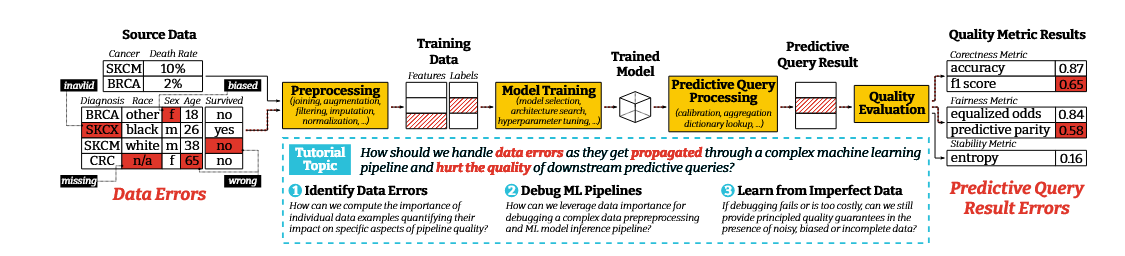 Source Data
Cancer Death Rate
SKCM 10%
BRCA 2%
inavlid
biased
Diagnosis Race Sex Age Survived
BRCA other f 18 no
SKCX black m 26 yes
SKCM white m 38 no
CRC n/a f 65 no
missing
wrong
Data Errors
Preprocessing
(joining, augmentation,
filtering, imputation,
normalization, ...)
Training
Data
Features Labels
Model Training
(model selection,
architecture search,
hyperparameter tuning, ...)
Trained
Model
Predictive Query
Processing
(calibration, aggregation
dictionary lookup, ...)
Predictive
Query Result
Quality
Evaluation
Quality Metric Results
Corectness Metric
accuracy 0.87
f1 score 0.65
Fairness Metric
equalized odds 0.84
predictive parity 0.58
Stability Metric
entropy 0.16
Predictive Query
Result Errors
Tutorial
Topic
How should we handle data errors as they get propagated through a complex machine learning
pipeline and hurt the quality of downstream predictive queries?
1 Identify Data Errors
How can we compute the importance of
individual data examples quantifying their
impact on specific aspects of pipeline quality?
2 Debug ML Pipelines
How can we leverage data importance for
debugging a complex data prepreprocessing
and ML model inference pipeline?
3 Learn from Imperfect Data
If debugging fails or is too costly, can we still
provide principled quality guarantees in the
presence of noisy, biased or incomplete data?